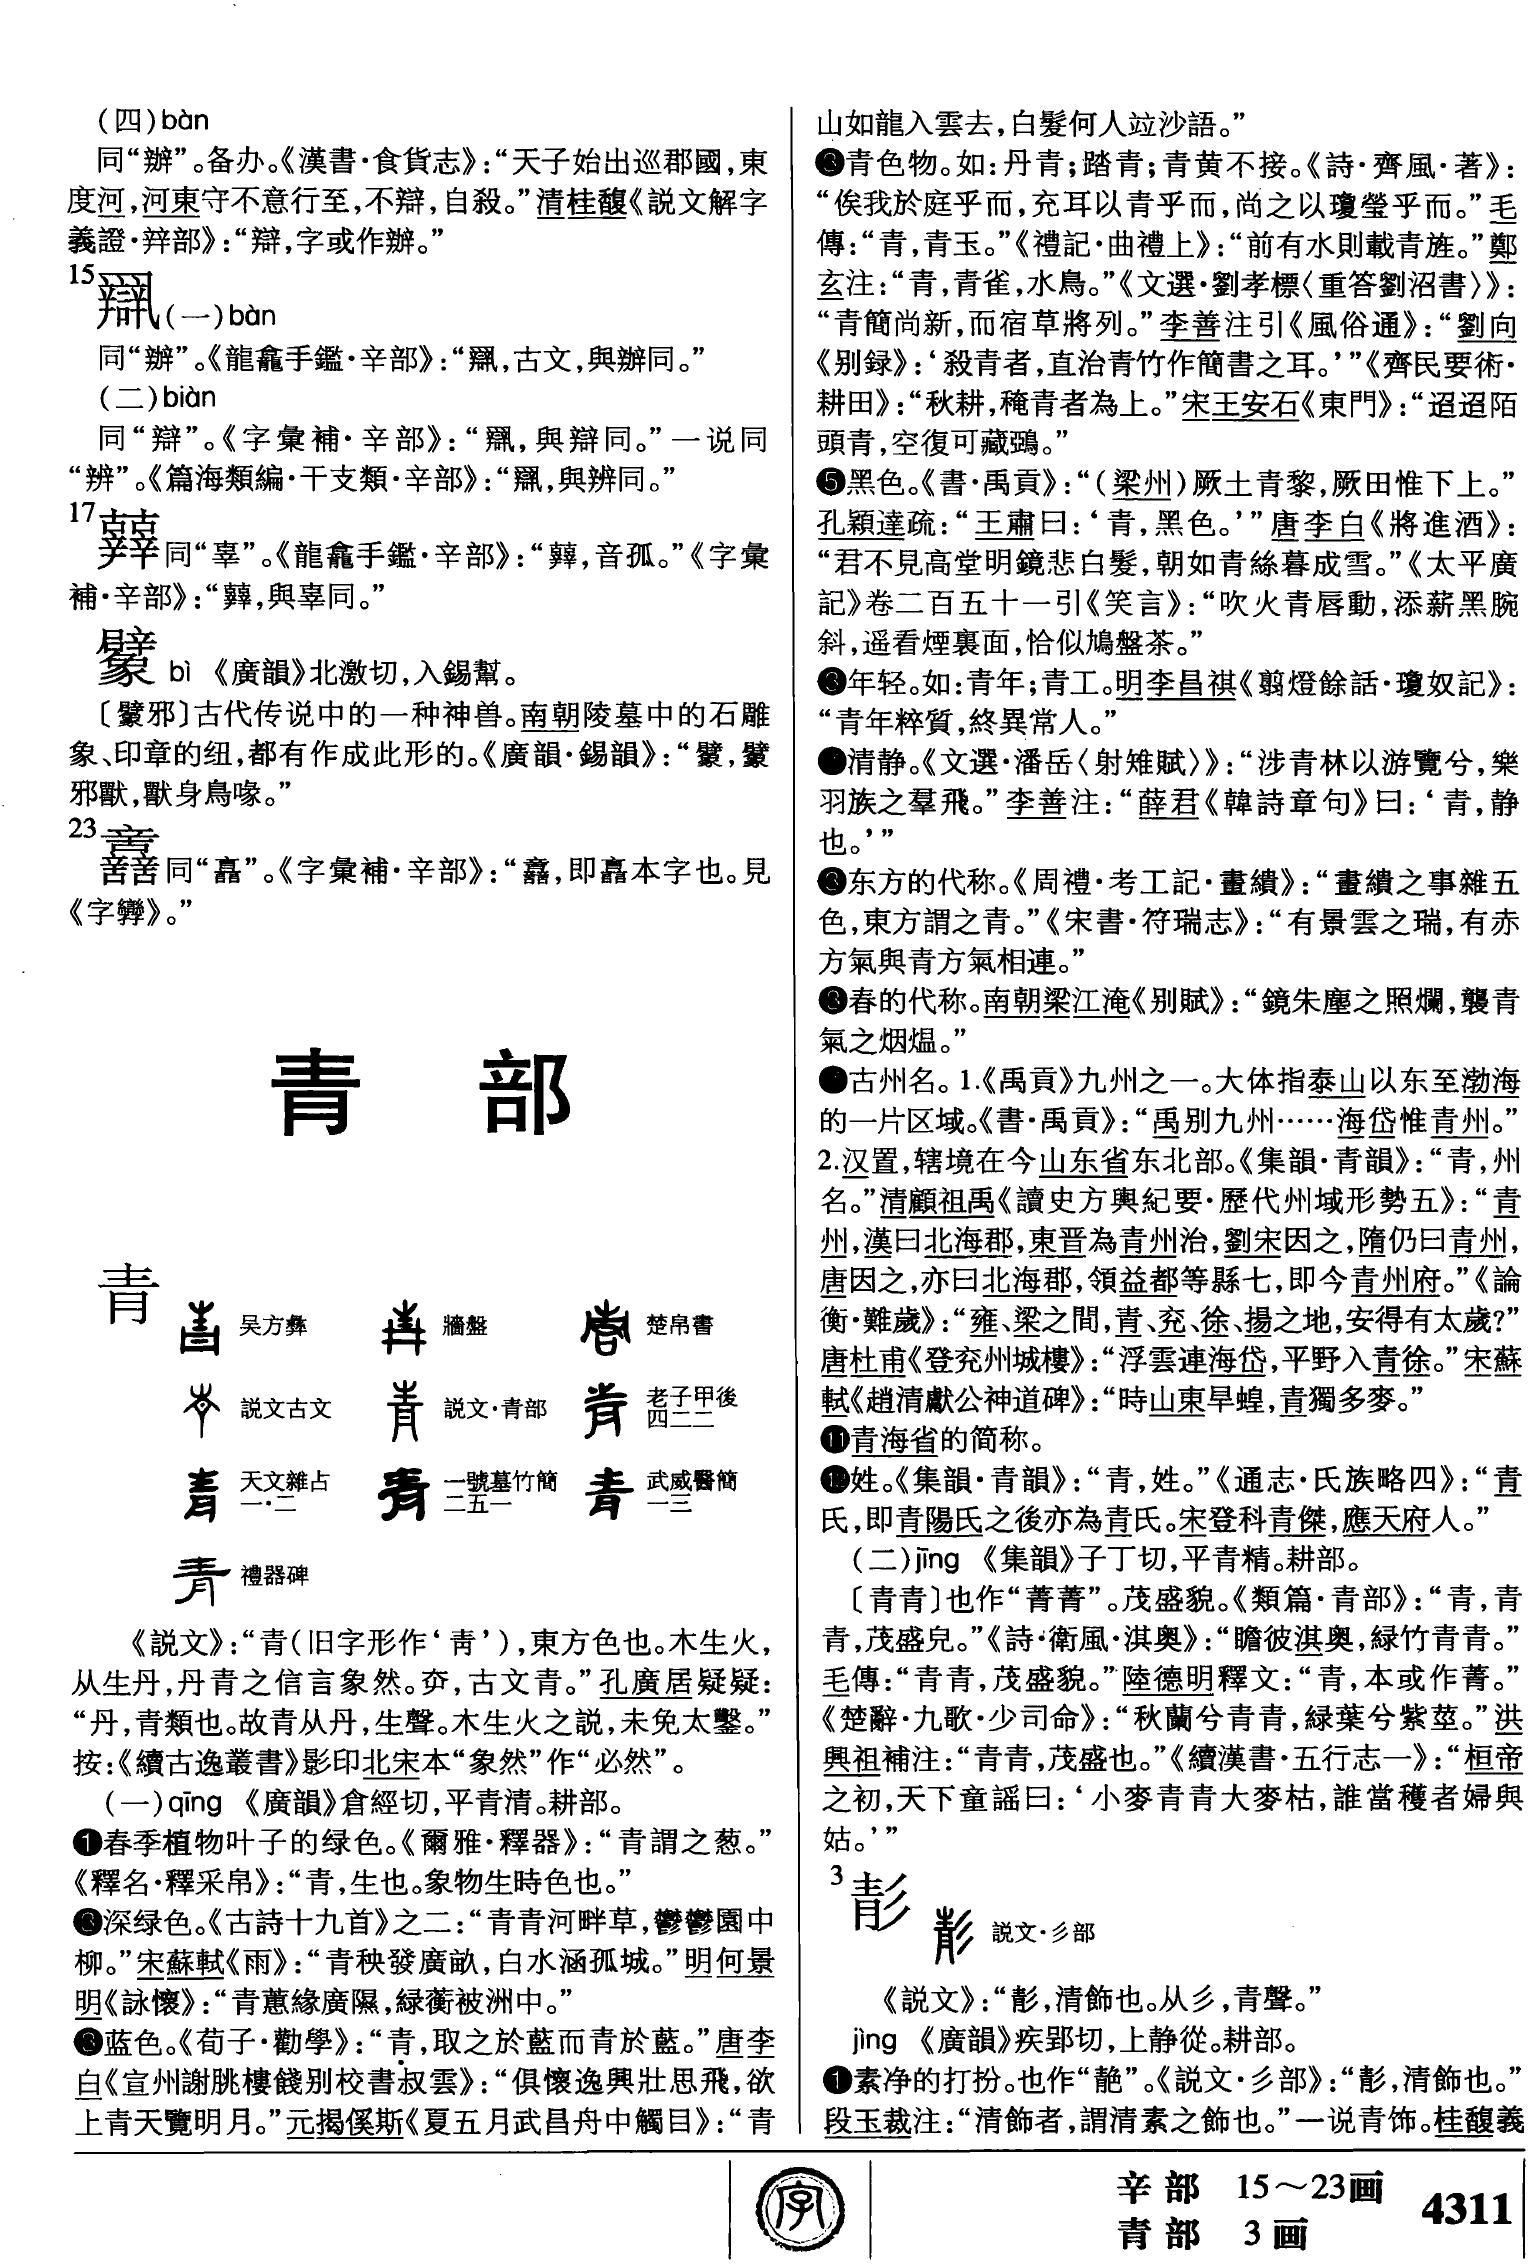 (四)bàn
同“辦”。备办。《漢書·食貨志》：“天子始出巡郡國，東
度河，河東守不意行至，不辯，自殺。”清桂馥《説文解字
義證·辡部》：“辯，字或作辦。”
15
(一)bàn
同“辦”。《龍龕手鑑·辛部》：“，古文，與辦同。”
(二)biàn
同“辯”。《字彙補·辛部》：“，與辯同。”一说同
“辨”。《篇海類編·干支類·辛部》：“，與辨同。”
17
同“辜”。《龍龕手鑑·辛部》：“，音孤。”《字彙
補·辛部》：“，與辜同。”
bì 《廣韻》北激切，入錫幫。
〔邪〕古代传说中的一种神兽。南朝陵墓中的石雕
象、印章的纽，都有作成此形的。《廣韻·錫韻》：“，
邪獸，獸身鳥喙。”
23
同“”。《字彙補·辛部》：“，即本字也。見
《字》。”
青 部
青
吴方彝 牆盤 楚帛書
説文古文 説文·青部 老子甲後
四二二
天文雜占 一號墓竹簡 武威醫簡
一·二 二五一 一三
禮器碑
《説文》：“青(旧字形作‘靑’)，東方色也。木生火，
从生丹，丹青之信言象然。，古文青。”孔廣居疑疑：
“丹，青類也。故青从丹，生聲。木生火之説，未免太鑿。”
按：《續古逸叢書》影印北宋本“象然”作“必然”。
(一)qīng 《廣韻》倉經切，平青清。耕部。
❶春季植物叶子的绿色。《爾雅·釋器》：“青謂之葱。”
《釋名·釋采帛》：“青，生也。象物生時色也。”
深绿色。《古詩十九首》之二：“青青河畔草，鬱鬱園中
柳。”宋蘇軾《雨》：“青秧發廣畝，白水涵孤城。”明何景
明《詠懷》：“青蕙緣廣隰，緑蘅被洲中。”
❸蓝色。《荀子·勸學》：“青，取之於藍而青於藍。”唐李
白《宣州謝朓樓餞别校書叔雲》：“俱懷逸興壯思飛，欲
上青天覽明月。”元揭傒斯《夏五月武昌舟中觸目》：“青
山如龍入雲去，白髮何人竝沙語。”
青色物。如：丹青；踏青；青黄不接。《詩·齊風·著》：
“俟我於庭乎而，充耳以青乎而，尚之以瓊瑩乎而。”毛
傳：“青，青玉。”《禮記·曲禮上》：“前有水則載青旌。”鄭
玄注：“青，青雀，水鳥。”《文選·劉孝標〈重答劉沼書〉》：
“青簡尚新，而宿草將列。”李善注引《風俗通》：“劉向
《别録》：‘殺青者，直治青竹作簡書之耳。’”《齊民要術·
耕田》：“秋耕，稀青者為上。”宋王安石《東門》：“迢迢陌
頭青，空復可藏鵶。”
❺黑色。《書·禹貢》：“(梁州)厥土青黎，厥田惟下上。”
孔穎達疏：“王肅曰：‘青，黑色。’”唐李白《將進酒》：
“君不見高堂明鏡悲白髮，朝如青絲暮成雪。”《太平廣
記》卷二百五十一引《笑言》：“吹火青唇動，添薪黑腕
斜，遥看煙裏面，恰似鳩盤茶。”
年轻。如：青年；青工。明李昌祺《翦燈餘話·瓊奴記》：
“青年粹質，終異常人。”
清静。《文選·潘岳〈射雉賦〉》：“涉青林以游覽兮，樂
羽族之羣飛。”李善注：“薛君《韓詩章句》曰：‘青，静
也。’”
东方的代称。《周禮·考工記·畫繢》：“畫繢之事雜五
色，東方謂之青。”《宋書·符瑞志》：“有景雲之瑞，有赤
方氣與青方氣相連。”
春的代称。南朝梁江淹《别賦》：“鏡朱塵之照爛，襲青
氣之烟煴。”
古州名。1.《禹貢》九州之一。大体指泰山以东至渤海
的一片区域。《書·禹貢》：“禹别九州……海岱惟青州。”
2.汉置，辖境在今山东省东北部。《集韻·青韻》：“青，州
名。”清顧祖禹《讀史方輿紀要·歷代州域形勢五》：“青
州，漢曰北海郡，東晋為青州治，劉宋因之，隋仍曰青州，
唐因之，亦曰北海郡，領益都等縣七，即今青州府。”《論
衡·難歲》：“雍、梁之間，青、兗、徐、揚之地，安得有太歲？”
唐杜甫《登兖州城樓》：“浮雲連海岱，平野入青徐。”宋蘇
軾《趙清獻公神道碑》：“時山東旱蝗，青獨多麥。”
⓫青海省的简称。
姓。《集韻·青韻》：“青，姓。”《通志·氏族略四》：“青
氏，即青陽氏之後亦為青氏。宋登科青傑，應天府人。”
(二)jīng 《集韻》子丁切，平青精。耕部。
〔青青〕也作“菁菁”。茂盛貌。《類篇·青部》：“青，青
青，茂盛皃。”《詩·衛風·淇奥》：“瞻彼淇奥，緑竹青青。”
毛傳：“青青，茂盛貌。”陸德明釋文：“青，本或作菁。”
《楚辭·九歌·少司命》：“秋蘭兮青青，緑葉兮紫莖。”洪
興祖補注：“青青，茂盛也。”《續漢書·五行志一》：“桓帝
之初，天下童謡曰：‘小麥青青大麥枯，誰當穫者婦與
姑。’”
3
彰 説文·彡部
《説文》：“彭，清飾也。从彡，青聲。”
jìng 《廣韻》疾郢切，上静從。耕部。
❶素净的打扮。也作“靘”。《説文·彡部》：“，清飾也。”
段玉裁注：“清飾者，謂清素之飾也。”一说青饰。桂馥義
字
辛部 15～23画
青部 3画
4311